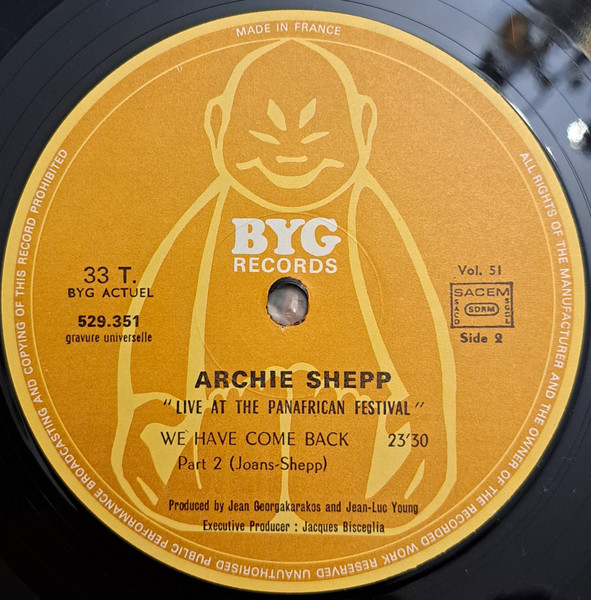 MADE IN FRANCE
ALL RIGHTS OF THE MANUFACTURER AND THE OWNER OF THE RECORDED WORK RESERVED UNAUTHORISED PUBLIC PERFORMANCE BROADCASTING AND COPYING OF THIS RECORD PROHIBITED
BYG
RECORDS
33 T.
BYG ACTUEL
529.351
gravure universelle
Vol. 51
SACEM
SACD SDRM SGDL
Side 2
ARCHIE SHEPP
"LIVE AT THE PANAFRICAN FESTIVAL"
WE HAVE COME BACK 23'30
Part 2 (Joans-Shepp)
Produced by Jean Georgakarakos and Jean-Luc Young
Executive Producer : Jacques Bisceglia